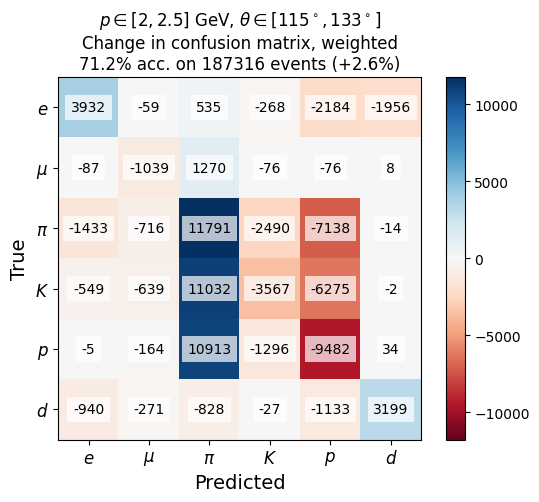 p ∈ [2, 2.5] GeV, θ ∈ [115°, 133°]
Change in confusion matrix, weighted
71.2% acc. on 187316 events (+2.6%)
e 3932 -59 535 -268 -2184 -1956
μ -87 -1039 1270 -76 -76 8
π -1433 -716 11791 -2490 -7138 -14
K -549 -639 11032 -3567 -6275 -2
p -5 -164 10913 -1296 -9482 34
d -940 -271 -828 -27 -1133 3199
e μ π K p d
True
Predicted
10000
5000
0
−5000
−10000